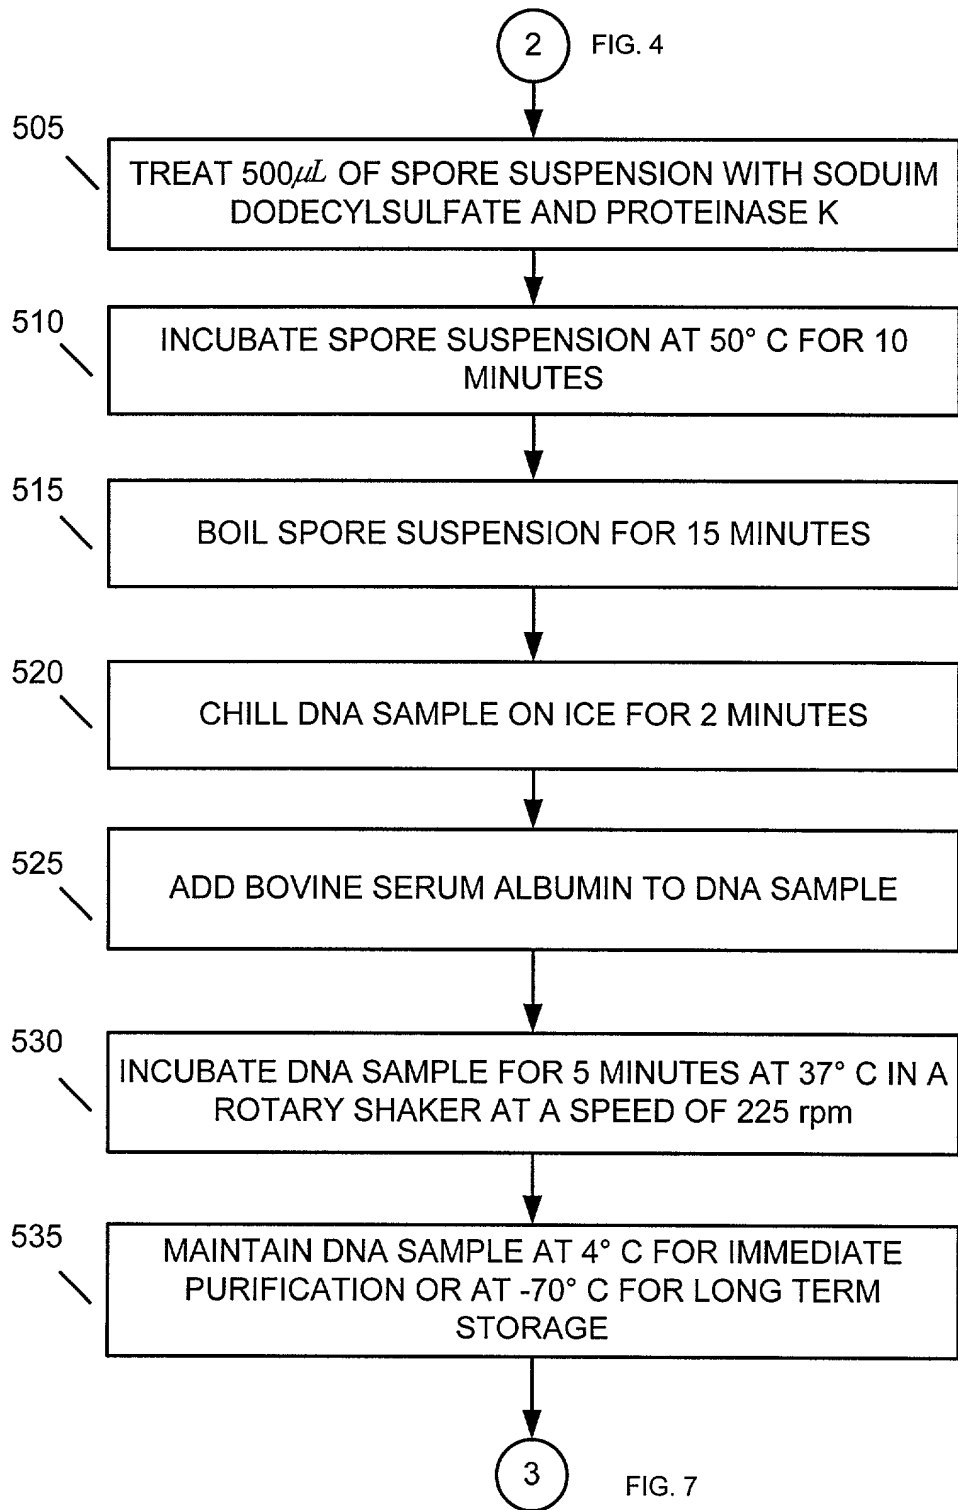 2 FIG. 4
505
TREAT 500μL OF SPORE SUSPENSION WITH SODUIM
DODECYLSULFATE AND PROTEINASE K
510
INCUBATE SPORE SUSPENSION AT 50° C FOR 10
MINUTES
515
BOIL SPORE SUSPENSION FOR 15 MINUTES
520
CHILL DNA SAMPLE ON ICE FOR 2 MINUTES
525
ADD BOVINE SERUM ALBUMIN TO DNA SAMPLE
530
INCUBATE DNA SAMPLE FOR 5 MINUTES AT 37° C IN A
ROTARY SHAKER AT A SPEED OF 225 rpm
535
MAINTAIN DNA SAMPLE AT 4° C FOR IMMEDIATE
PURIFICATION OR AT -70° C FOR LONG TERM
STORAGE
3 FIG. 7